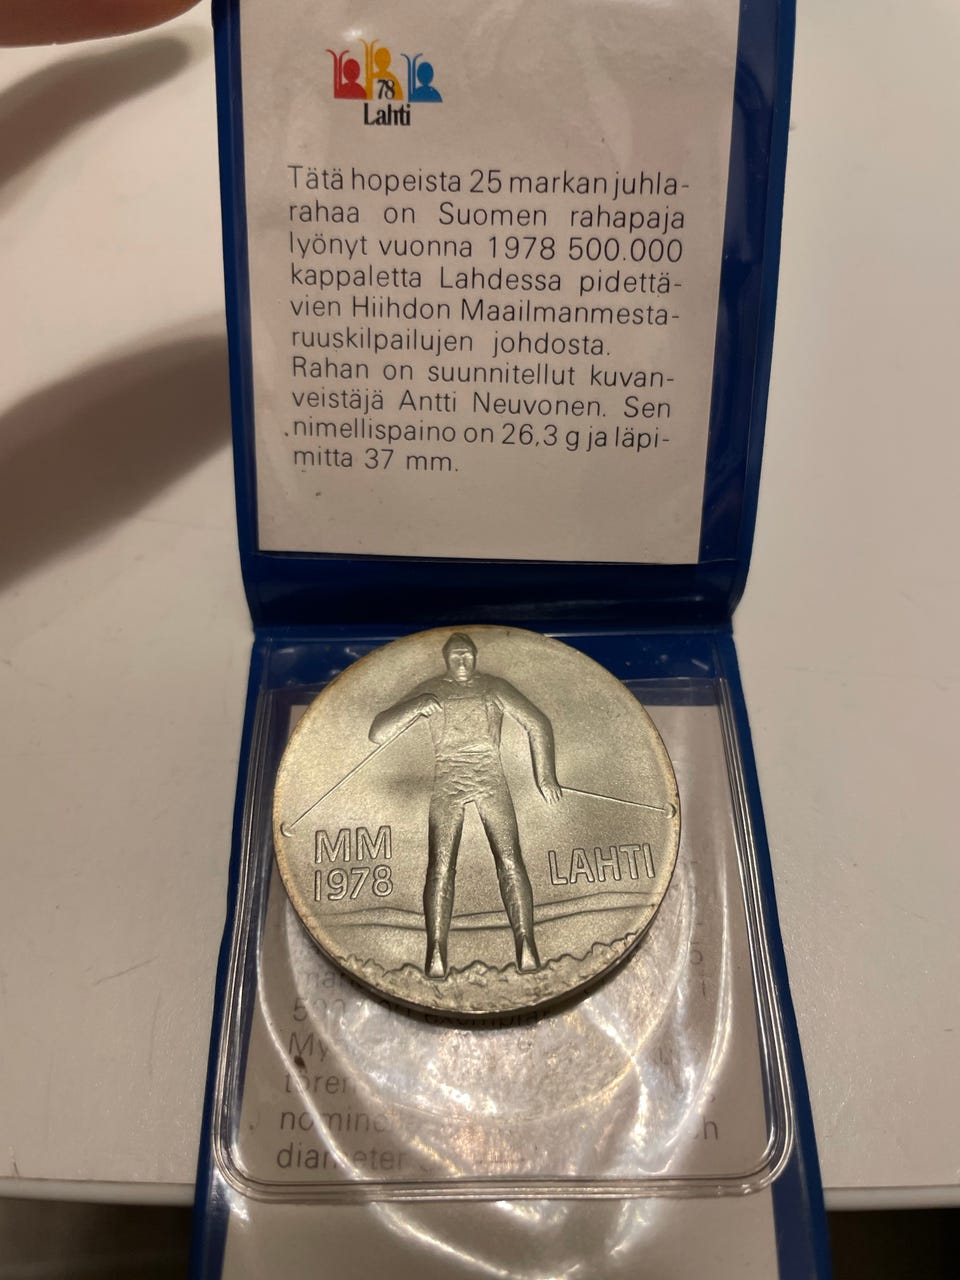 78
Lahti
Tätä hopeista 25 markan juhla-
rahaa on Suomen rahapaja
lyönyt vuonna 1978 500.000
kappaletta Lahdessa pidettä-
vien Hiihdon Maailmanmesta-
ruuskilpailujen johdosta.
Rahan on suunnitellut kuvan-
veistäjä Antti Neuvonen. Sen
nimellispaino on 26,3 g ja läpi-
mitta 37 mm.
MM
1978
LAHTI
diameter